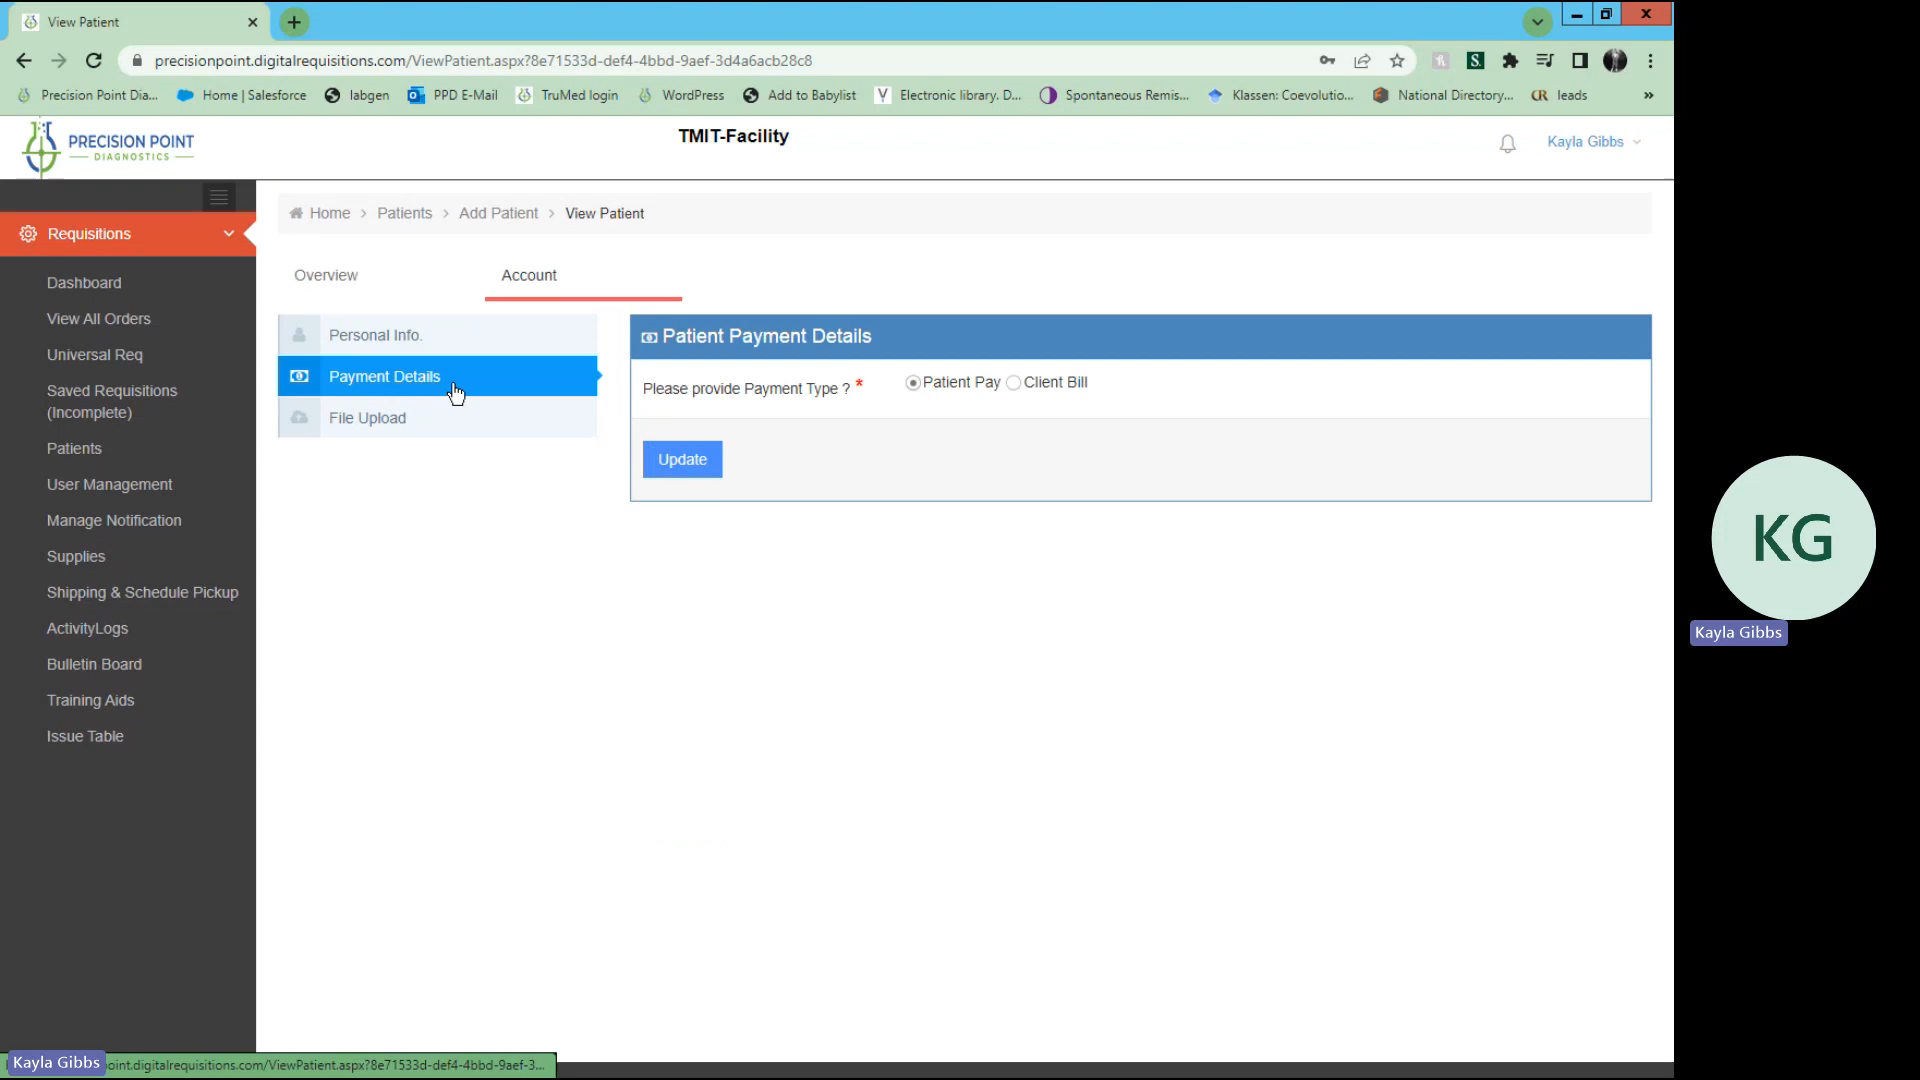 View Patient
precisionpoint.digitalrequisitions.com/ViewPatient.aspx?8e71533d-def4-4bbd-9aef-3d4a6acb28c8
Precision Point Dia...
Home | Salesforce
labgen
PPD E-Mail
TruMed login
WordPress
Add to Babylist
Electronic library. D...
Spontaneous Remis...
Klassen: Coevolutio...
National Directory...
CR leads
»
PRECISION POINT
DIAGNOSTICS
TMIT-Facility
Kayla Gibbs
Requisitions
Dashboard
View All Orders
Universal Req
Saved Requisitions
(Incomplete)
Patients
User Management
Manage Notification
Supplies
Shipping & Schedule Pickup
ActivityLogs
Bulletin Board
Training Aids
Issue Table
Home > Patients > Add Patient > View Patient
Overview
Account
Personal Info.
Payment Details
File Upload
Patient Payment Details
Please provide Payment Type ? *
Patient Pay
Client Bill
Update
KG
Kayla Gibbs
Kayla Gibbs
oint.digitalrequisitions.com/ViewPatient.aspx?8e71533d-def4-4bbd-9aef-3...